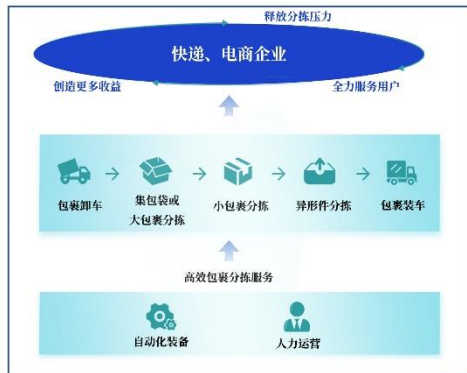 释放分拣压力
快递、电商企业
创造更多收益
全力服务用户
包裹卸车
集包袋或
大包裹分拣
小包裹分拣
异形件分拣
包裹装车
高效包裹分拣服务
自动化装备
人力运营